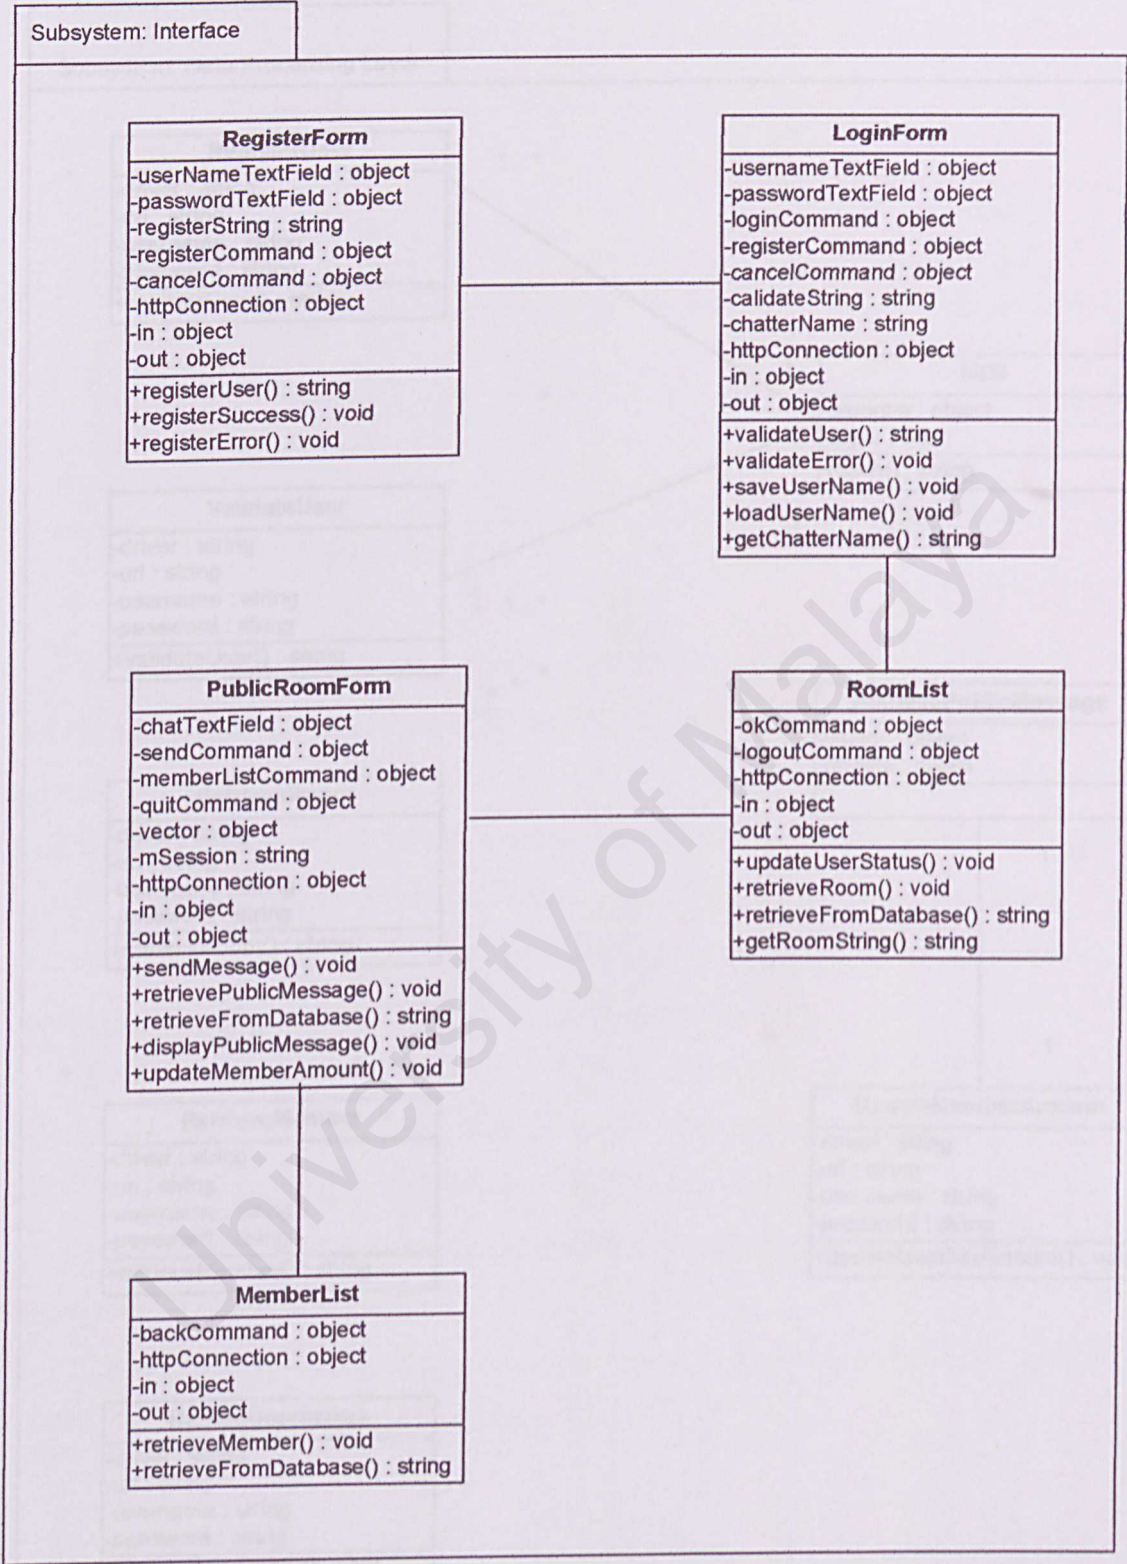 Subsystem: Interface
RegisterForm
-userNameTextField : object
-passwordTextField : object
-registerString : string
-registerCommand : object
-cancelCommand : object
-httpConnection : object
-in : object
-out : object
+registerUser() : string
+registerSuccess() : void
+registerError() : void
LoginForm
-usernameTextField : object
-passwordTextField : object
-loginCommand : object
-registerCommand : object
-cancelCommand : object
-calidateString : string
-chatterName : string
-httpConnection : object
-in : object
-out : object
+validateUser() : string
+validateError() : void
+saveUserName() : void
+loadUserName() : void
+getChatterName() : string
PublicRoomForm
-chatTextField : object
-sendCommand : object
-memberListCommand : object
-quitCommand : object
-vector : object
-mSession : string
-httpConnection : object
-in : object
-out : object
+sendMessage() : void
+retrievePublicMessage() : void
+retrieveFromDatabase() : string
+displayPublicMessage() : void
+updateMemberAmount() : void
RoomList
-okCommand : object
-logoutCommand : object
-httpConnection : object
-in : object
-out : object
+updateUserStatus() : void
+retrieveRoom() : void
+retrieveFromDatabase() : string
+getRoomString() : string
MemberList
-backCommand : object
-httpConnection : object
-in : object
-out : object
+retrieveMember() : void
+retrieveFromDatabase() : string
University of Malaya